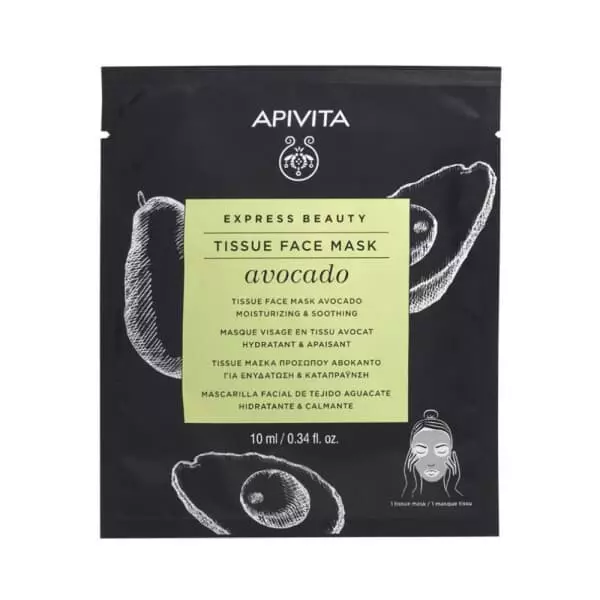 APIVITA
EXPRESS BEAUTY
TISSUE FACE MASK
avocado
TISSUE FACE MASK AVOCADO
MOISTURIZING & SOOTHING
MASQUE VISAGE EN TISSU AVOCAT
HYDRATANT & APAISANT
TISSUE ΜΑΣΚΑ ΠΡΟΣΩΠΟΥ ΑΒΟΚΑΝΤΟ
ΓΙΑ ΕΝΥΔΑΤΩΣΗ & ΚΑΤΑΠΡΑΫΝΣΗ
MASCARILLA FACIAL DE TEJIDO AGUACATE
HIDRATANTE & CALMANTE
10 ml / 0.34 fl. oz.
1 tissue mask / 1 masque tissu